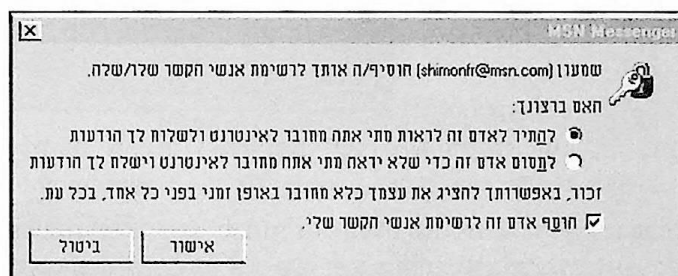 MSN Messenger
שמעון (shimonfr@msn.com) הוסיף/ה אותך לרשימת אנשי הקשר שלו/שלה.
האם ברצונך:
להתיר לאדם זה לראות מתי אתה מחובר לאינטרנט ולשלוח לך הודעות
לחסום אדם זה כדי שלא יראה מתי אתה מחובר לאינטרנט וישלח לך הודעות
זכור, באפשרותך להציג את עצמך כלא מחובר באופן זמני בפני כל אחד, בכל עת.
הוסף אדם זה לרשימת אנשי הקשר שלי.
אישור ביטול